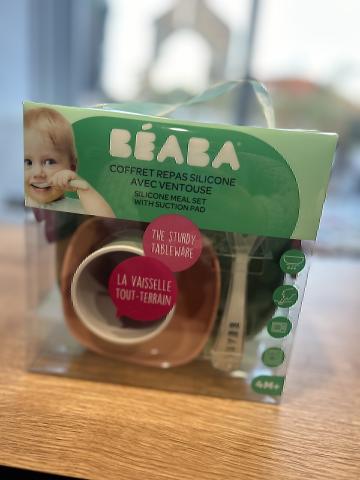 BÉABA
COFFRET REPAS SILICONE
AVEC VENTOUSE
SILICONE MEAL SET
WITH SUCTION PAD
THE STURDY
TABLEWARE
LA VAISSELLE
TOUT-TERRAIN
4M+